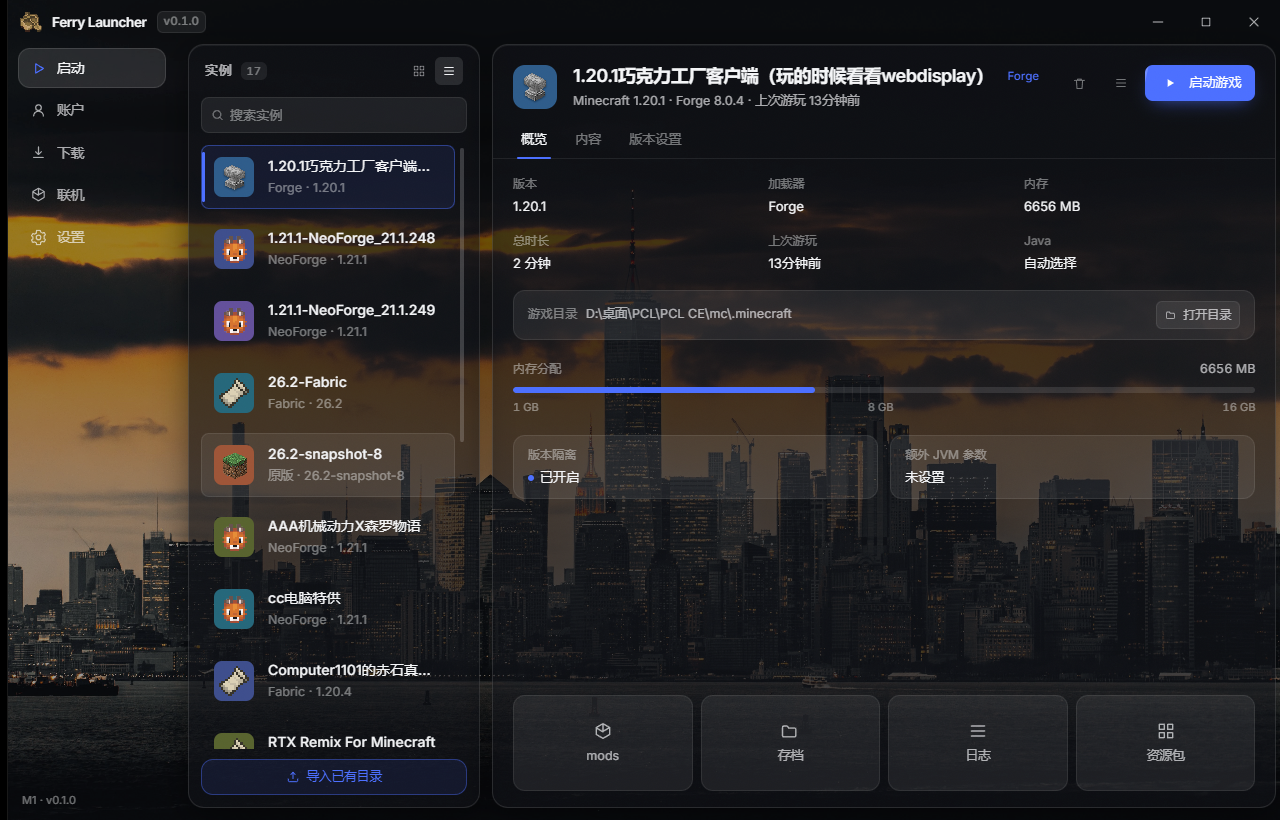 Ferry Launcher v0.1.0
启动
账户
下载
联机
设置
M1 · v0.1.0
实例 17
搜索实例
1.20.1巧克力工厂客户端...
Forge · 1.20.1
1.21.1-NeoForge_21.1.248
NeoForge · 1.21.1
1.21.1-NeoForge_21.1.249
NeoForge · 1.21.1
26.2-Fabric
Fabric · 26.2
26.2-snapshot-8
原版 · 26.2-snapshot-8
AAA机械动力X森罗物语
NeoForge · 1.21.1
cc电脑特供
NeoForge · 1.21.1
Computer1101的赤石真...
Fabric · 1.20.4
RTX Remix For Minecraft
导入已有目录
1.20.1巧克力工厂客户端（玩的时候看看webdisplay） Forge
Minecraft 1.20.1 · Forge 8.0.4 · 上次游玩 13分钟前
启动游戏
概览 内容 版本设置
版本 加载器 内存
1.20.1 Forge 6656 MB
总时长 上次游玩 Java
2 分钟 13分钟前 自动选择
游戏目录 D:\桌面\PCL\PCL CE\mc\.minecraft 打开目录
内存分配 6656 MB
1 GB 8 GB 16 GB
版本隔离 额外 JVM 参数
已开启 未设置
mods 存档 日志 资源包